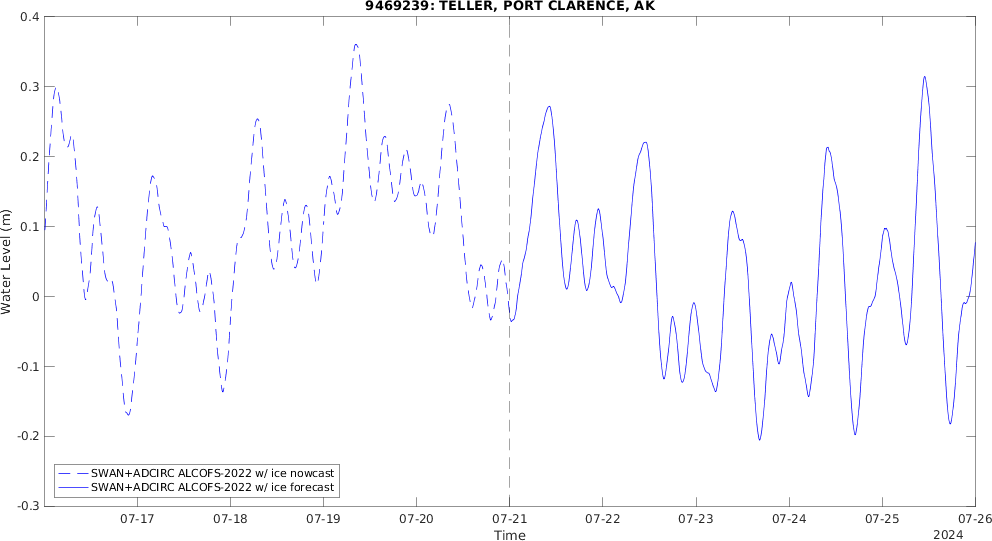 9469239: TELLER, PORT CLARENCE, AK
0.4
0.3
0.2
0.1
0
-0.1
-0.2
-0.3
Water Level (m)
SWAN+ADCIRC ALCOFS-2022 w/ ice nowcast
SWAN+ADCIRC ALCOFS-2022 w/ ice forecast
07-17 07-18 07-19 07-20 07-21 07-22 07-23 07-24 07-25 07-26
Time
2024